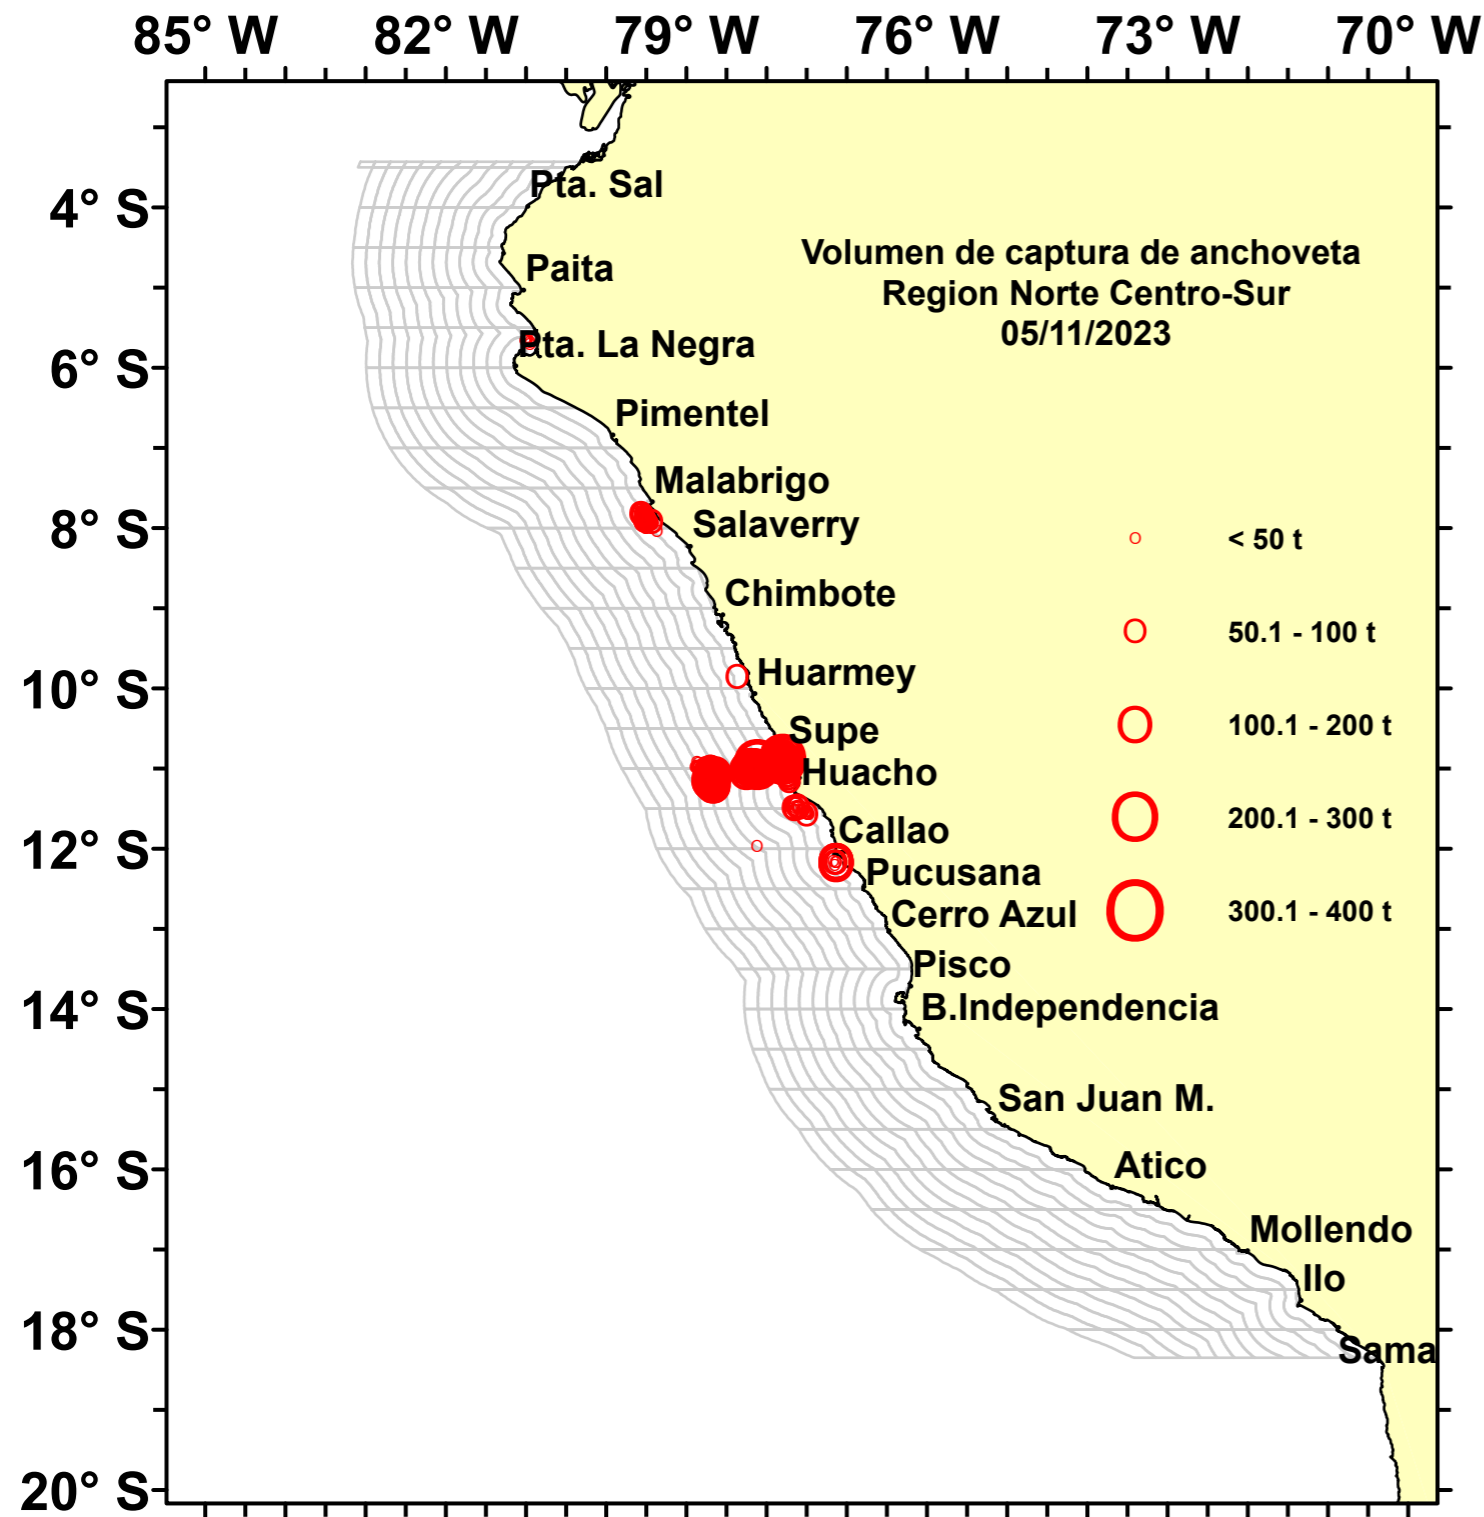 85° W 82° W 79° W 76° W 73° W 70° W
4° S
6° S
8° S
10° S
12° S
14° S
16° S
18° S
20° S
Volumen de captura de anchoveta
Region Norte Centro-Sur
05/11/2023
Pta. Sal
Paita
Pta. La Negra
Pimentel
Malabrigo
Salaverry
Chimbote
Huarmey
Supe
Huacho
Callao
Pucusana
Cerro Azul
Pisco
B.Independencia
San Juan M.
Atico
Mollendo
Ilo
Sama
< 50 t
50.1 - 100 t
100.1 - 200 t
200.1 - 300 t
300.1 - 400 t